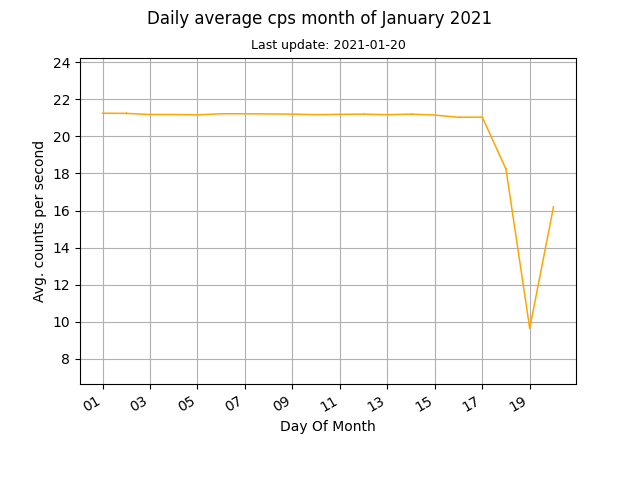 Daily average cps month of January 2021
Last update: 2021-01-20
24
22
20
18
16
14
12
10
8
Avg. counts per second
01 03 05 07 09 11 13 15 17 19
Day Of Month